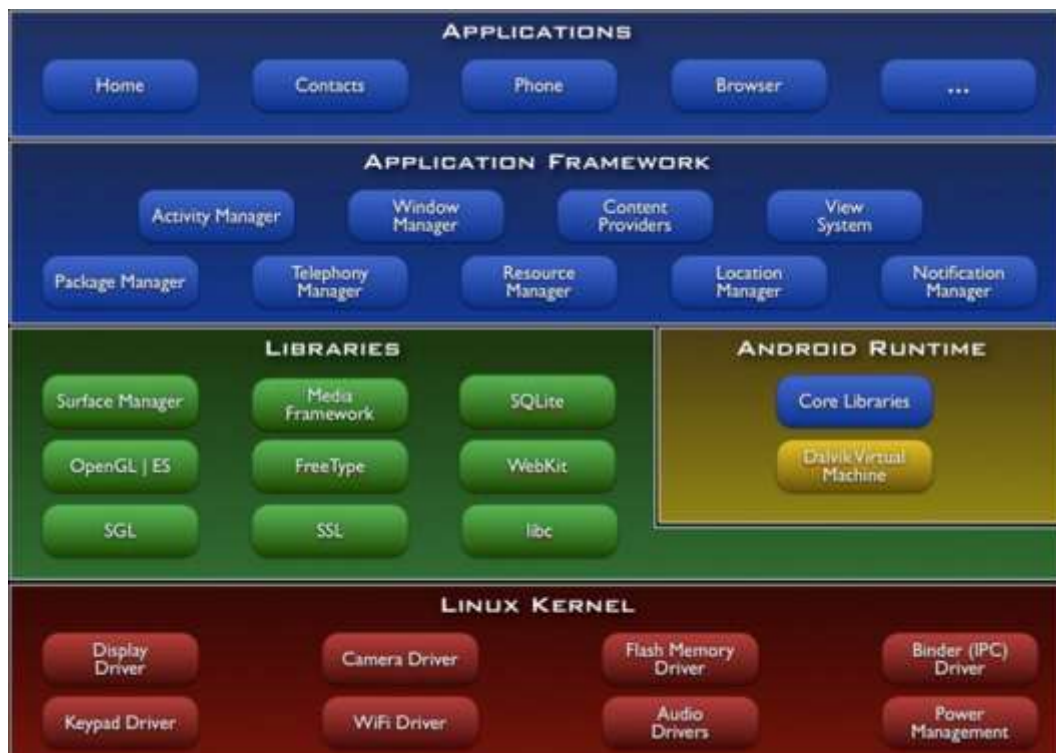 APPLICATIONS
Home
Contacts
Phone
Browser
...
APPLICATION FRAMEWORK
Activity Manager
Window
Manager
Content
Providers
View
System
Package Manager
Telephony
Manager
Resource
Manager
Location
Manager
Notification
Manager
LIBRARIES
Surface Manager
Media
Framework
SQLite
OpenGL | ES
FreeType
WebKit
SGL
SSL
libc
ANDROID RUNTIME
Core Libraries
Dalvik Virtual
Machine
LINUX KERNEL
Display
Driver
Camera Driver
Flash Memory
Driver
Binder (IPC)
Driver
Keypad Driver
WiFi Driver
Audio
Drivers
Power
Management